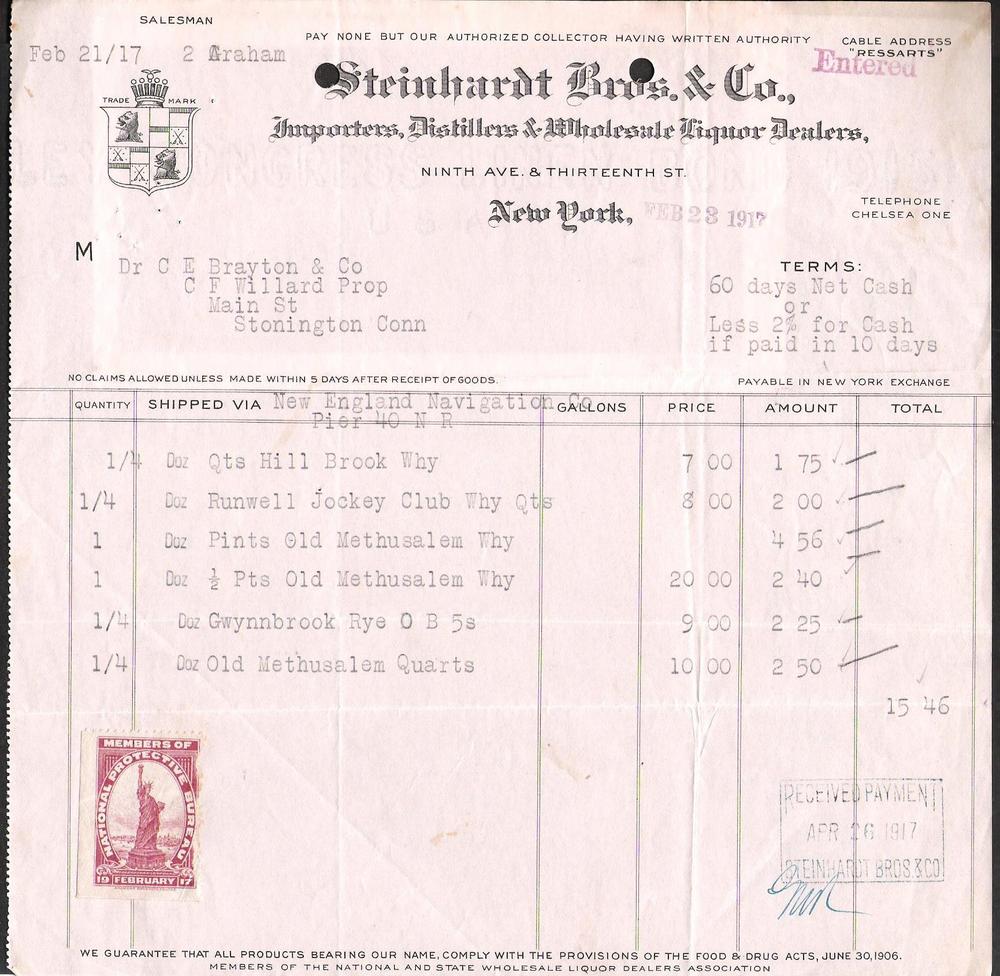 SALESMAN
Feb 21/17 2 Graham
PAY NONE BUT OUR AUTHORIZED COLLECTOR HAVING WRITTEN AUTHORITY
CABLE ADDRESS
"RESSARTS"
Entered
TRADE MARK
Steinhardt Bros. & Co.,
Importers, Distillers & Wholesale Liquor Dealers,
NINTH AVE. & THIRTEENTH ST.
New York, FEB 23 1917
TELEPHONE
CHELSEA ONE
M
Dr C E Brayton & Co
C F Willard Prop
Main St
Stonington Conn
TERMS:
60 days Net Cash
or
Less 2% for Cash
if paid in 10 days
NO CLAIMS ALLOWED UNLESS MADE WITHIN 5 DAYS AFTER RECEIPT OF GOODS.
PAYABLE IN NEW YORK EXCHANGE
QUANTITY SHIPPED VIA New England Navigation Co GALLONS PRICE AMOUNT TOTAL
Pier 40 N R
1/4 Doz Qts Hill Brook Why 7 00 1 75
1/4 Doz Runwell Jockey Club Why Qts 8 00 2 00
1 Doz Pints Old Methusalem Why 4 56
1 Doz ½ Pts Old Methusalem Why 20 00 2 40
1/4 Doz Gwynnbrook Rye O B 5s 9 00 2 25
1/4 Doz Old Methusalem Quarts 10 00 2 50
15 46
MEMBERS OF
NATIONAL PROTECTIVE BUREAU
19 FEBRUARY 17
RECEIVED PAYMENT
APR 26 1917
STEINHARDT BROS. & CO
WE GUARANTEE THAT ALL PRODUCTS BEARING OUR NAME, COMPLY WITH THE PROVISIONS OF THE FOOD & DRUG ACTS, JUNE 30, 1906.
MEMBERS OF THE NATIONAL AND STATE WHOLESALE LIQUOR DEALERS ASSOCIATION